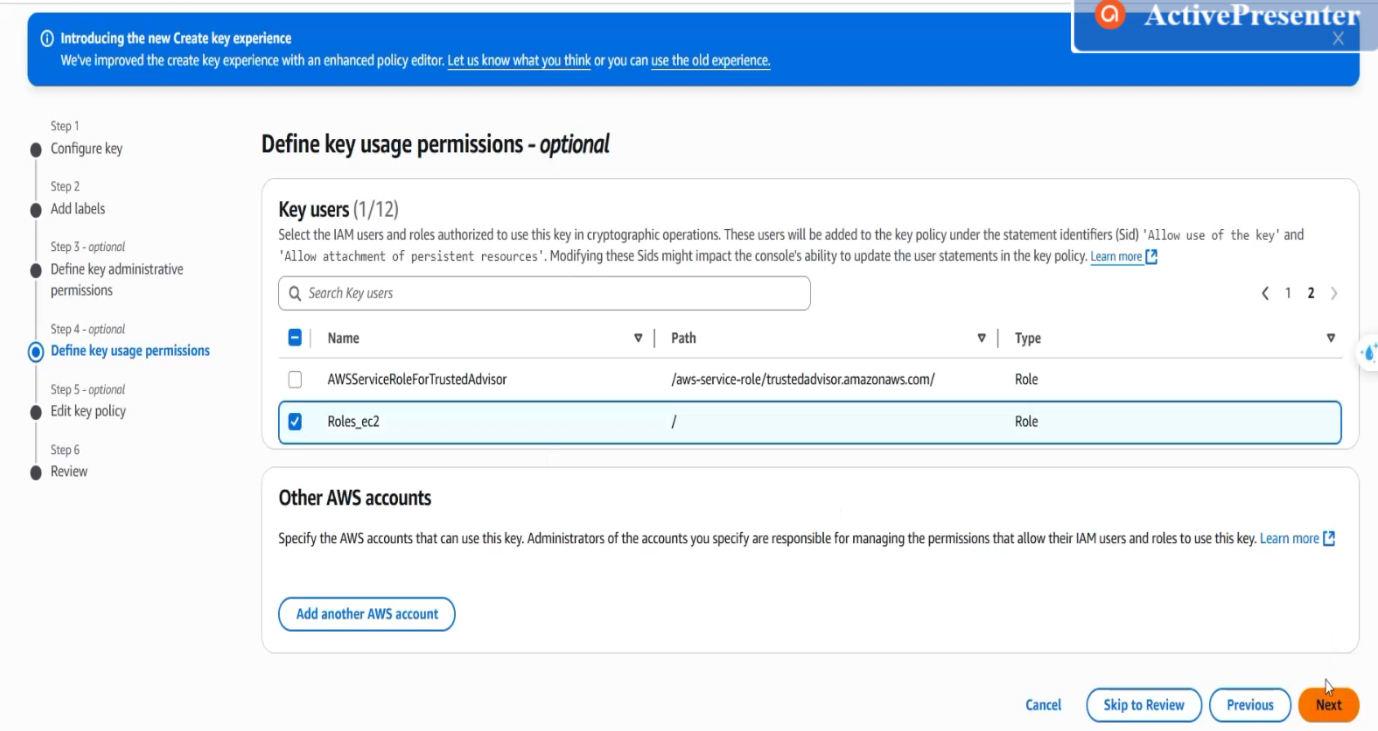 ActivePresenter
Introducing the new Create key experience
We've improved the create key experience with an enhanced policy editor. Let us know what you think or you can use the old experience.
Step 1
Configure key
Step 2
Add labels
Step 3 - optional
Define key administrative
permissions
Step 4 - optional
Define key usage permissions
Step 5 - optional
Edit key policy
Step 6
Review
Define key usage permissions - optional
Key users (1/12)
Select the IAM users and roles authorized to use this key in cryptographic operations. These users will be added to the key policy under the statement identifiers (Sid) 'Allow use of the key' and
'Allow attachment of persistent resources'. Modifying these Sids might impact the console's ability to update the user statements in the key policy. Learn more
Search Key users
1 2
Name Path Type
AWSServiceRoleForTrustedAdvisor /aws-service-role/trustedadvisor.amazonaws.com/ Role
Roles_ec2 / Role
Other AWS accounts
Specify the AWS accounts that can use this key. Administrators of the accounts you specify are responsible for managing the permissions that allow their IAM users and roles to use this key. Learn more
Add another AWS account
Cancel Skip to Review Previous Next